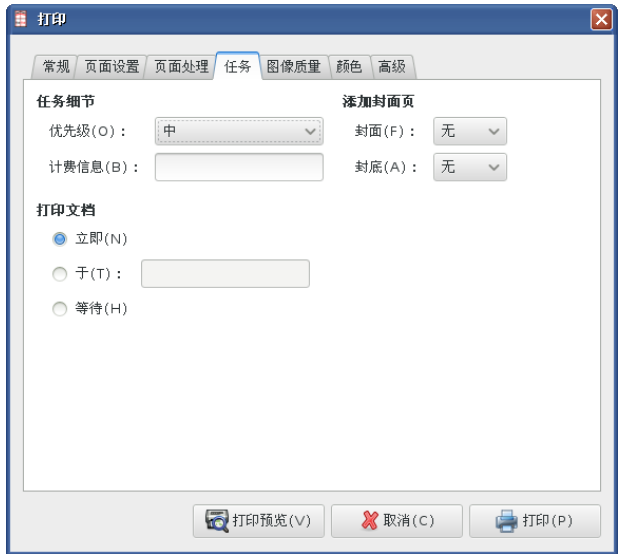 打印
常规 页面设置 页面处理 任务 图像质量 颜色 高级
任务细节 添加封面页
优先级(O)： 中 封面(F)： 无
计费信息(B)： 封底(A)： 无
打印文档
立即(N)
于(T)：
等待(H)
打印预览(V) 取消(C) 打印(P)